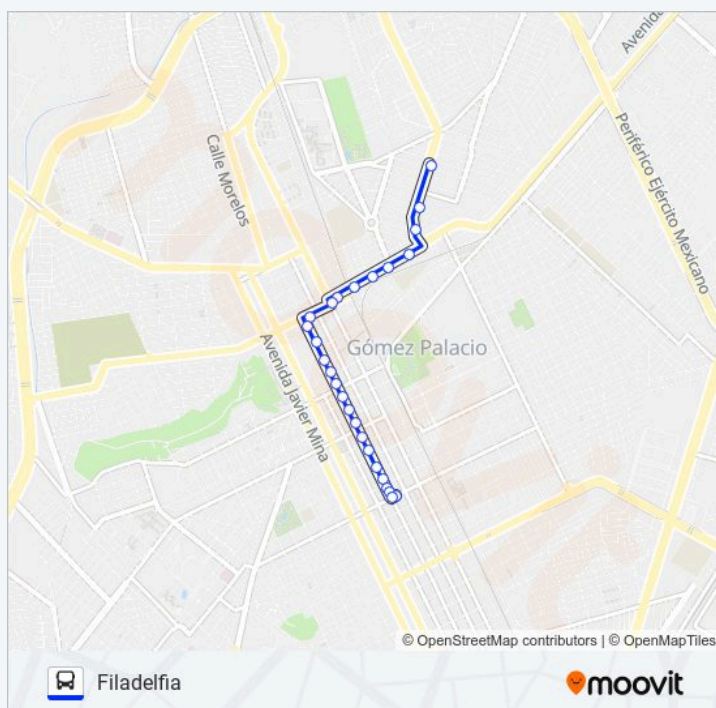 Avenida
Calle Morelos
Periférico Ejército Mexicano
Gómez Palacio
Avenida Javier Mina
© OpenStreetMap contributors | © OpenMapTiles
Filadelfia
moovit